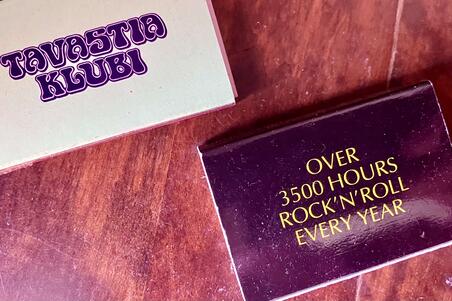 TAVASTIA
KLUBI
OVER
3500 HOURS
ROCK'N'ROLL
EVERY YEAR